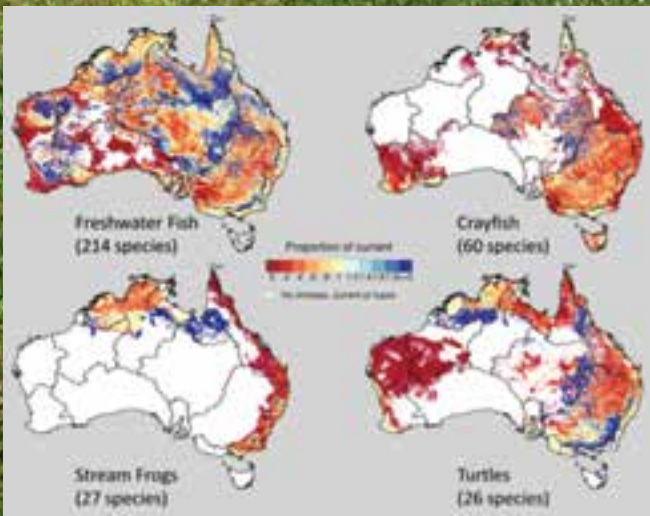 Freshwater Fish
(214 species)
Crayfish
(60 species)
Proportion of current
Stream Frogs
(27 species)
Turtles
(26 species)